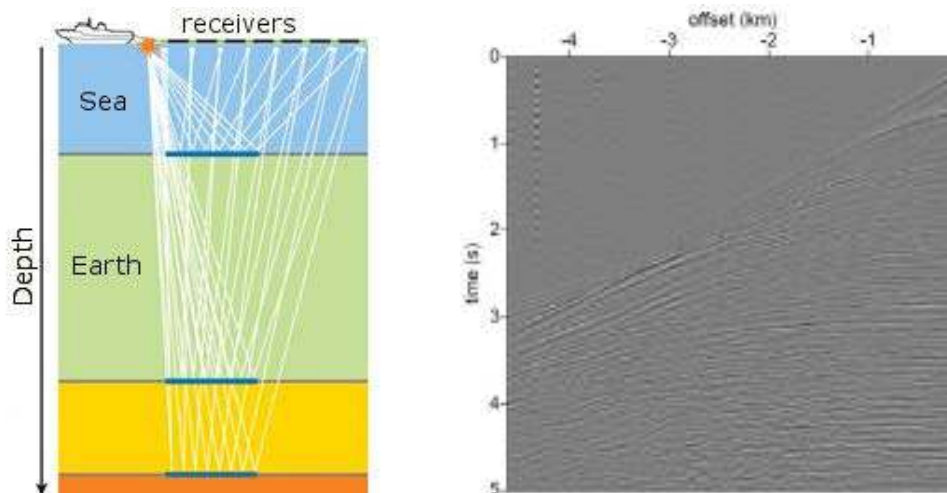 receivers
Sea
Earth
Depth
offset (km)
-4 -3 -2 -1
0
1
2
3
4
5
time (s)